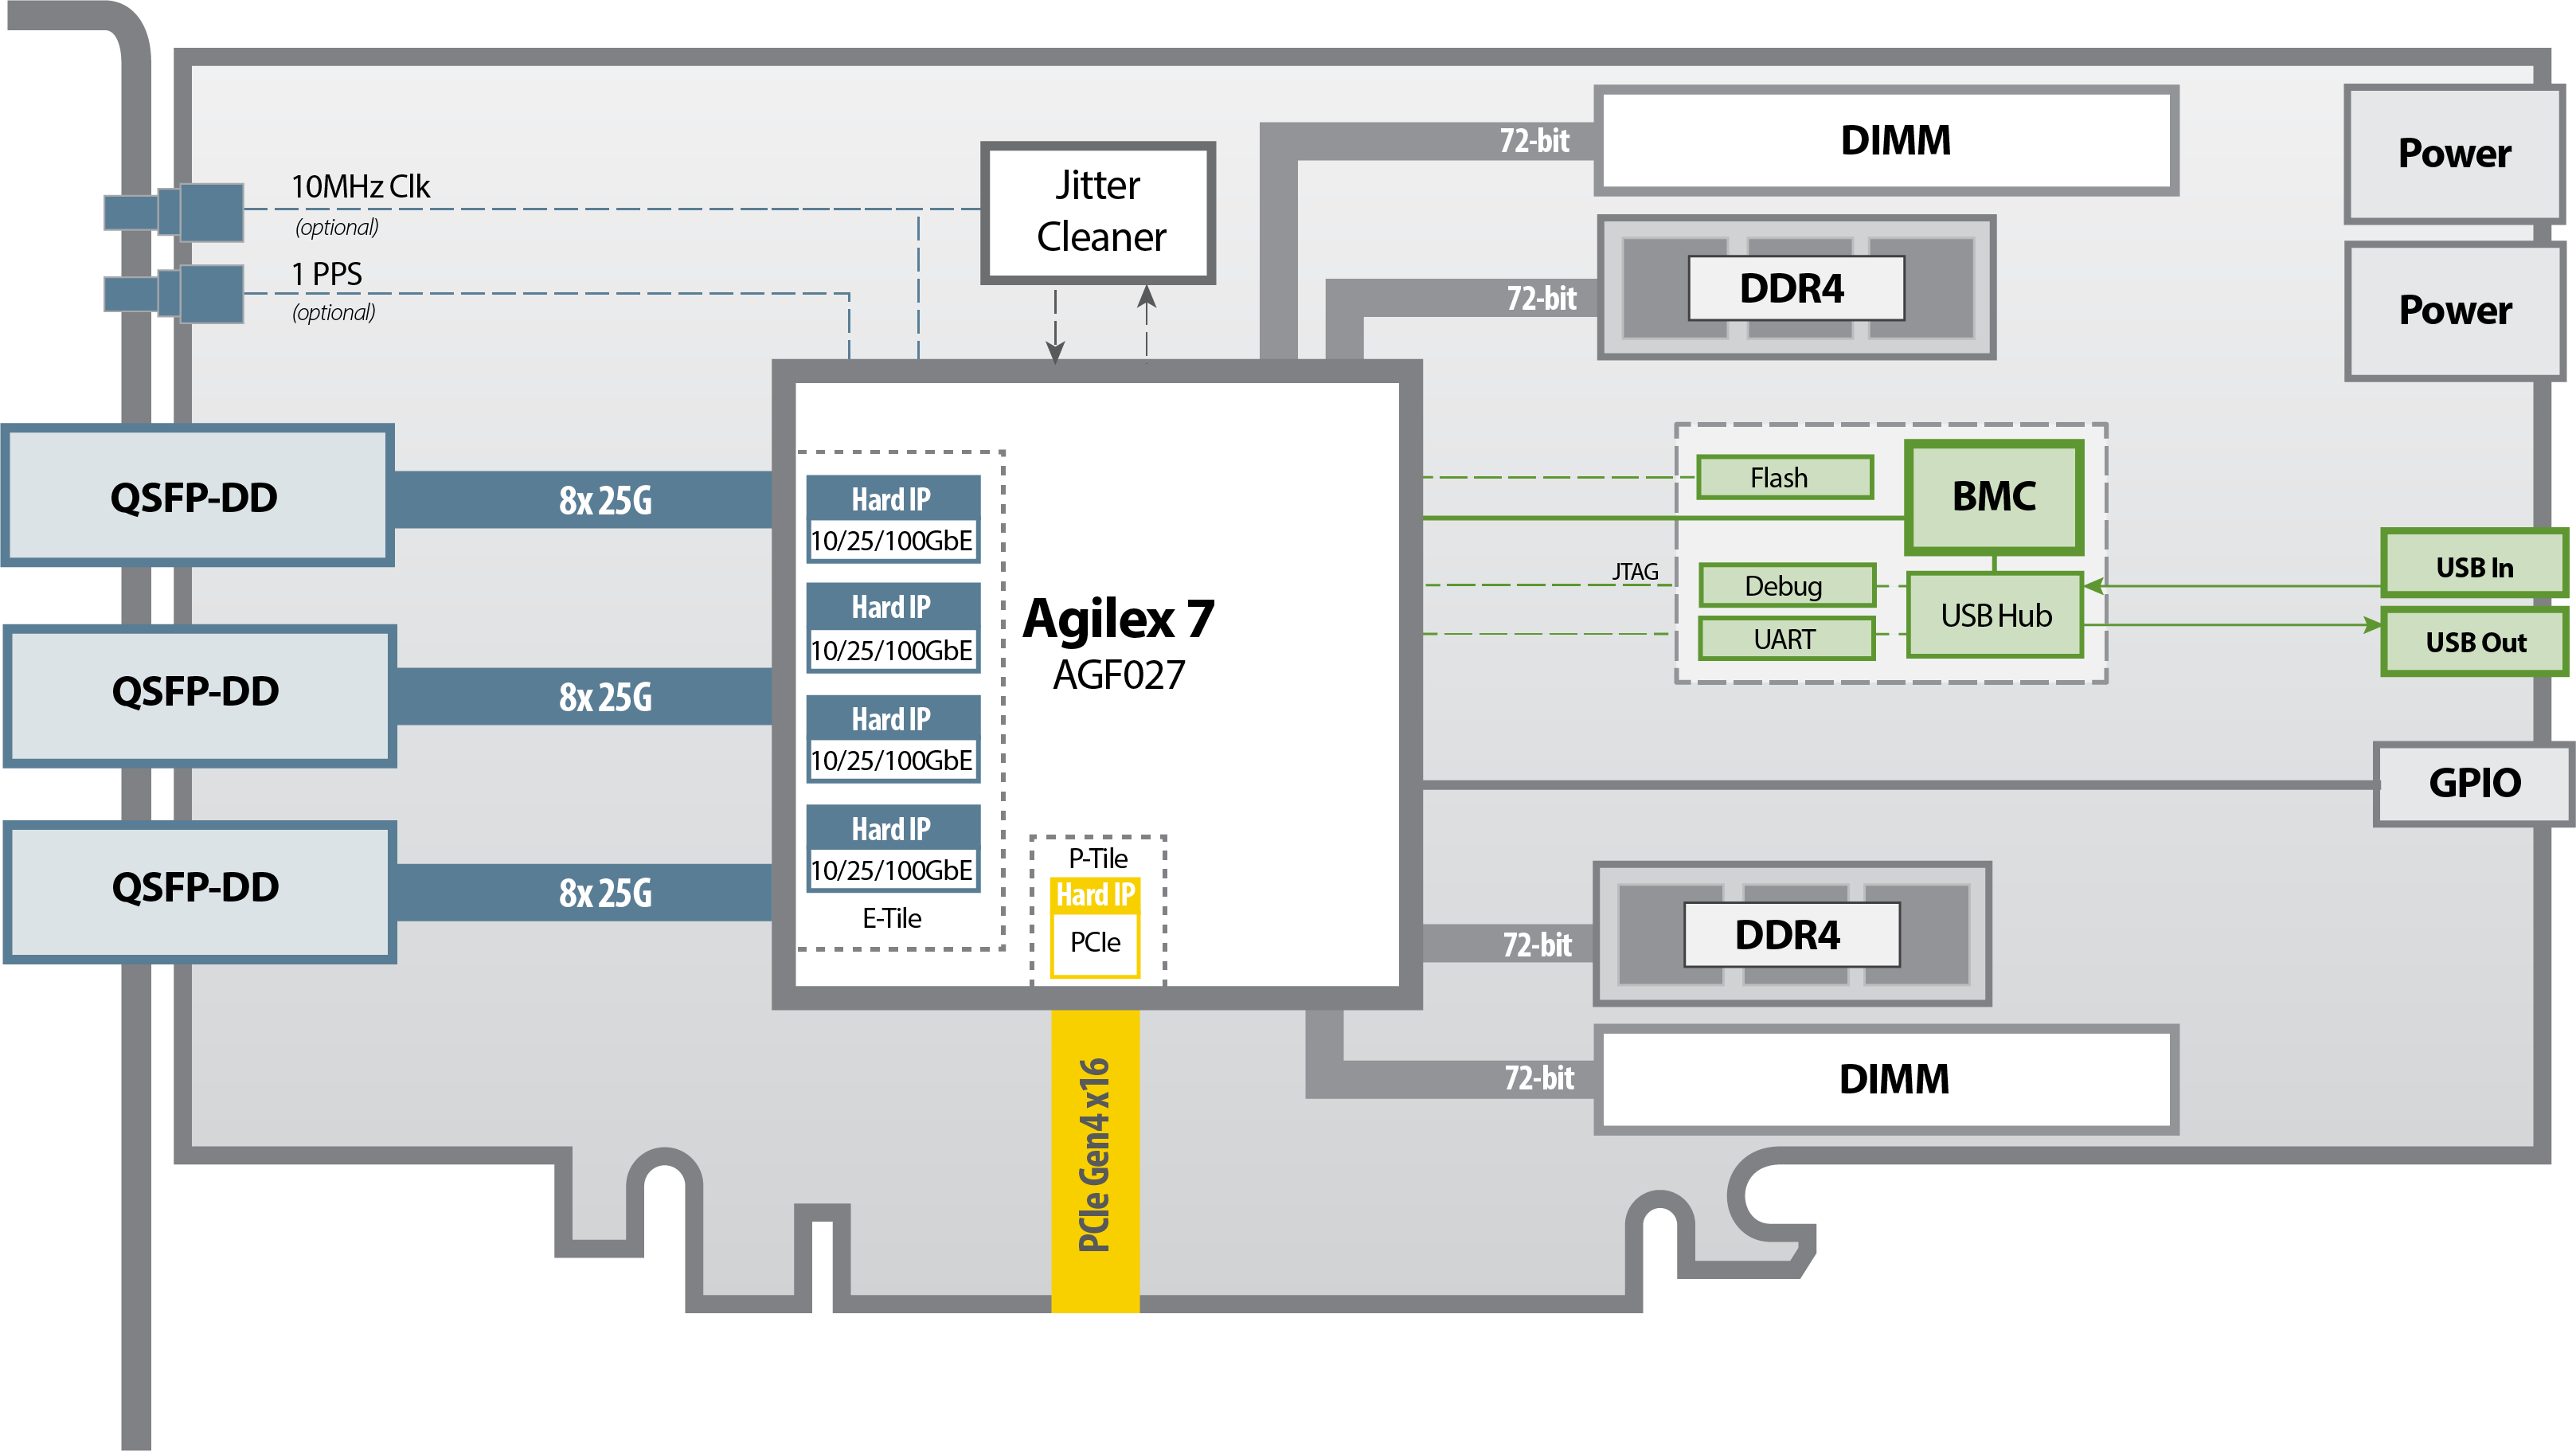 10MHz Clk
(optional)
1 PPS
(optional)
Jitter
Cleaner
72-bit
DIMM
72-bit
DDR4
Power
Power
QSFP-DD
8x 25G
QSFP-DD
8x 25G
QSFP-DD
8x 25G
Hard IP
10/25/100GbE
Hard IP
10/25/100GbE
Hard IP
10/25/100GbE
Hard IP
10/25/100GbE
E-Tile
Agilex 7
AGF027
P-Tile
Hard IP
PCIe
PCIe Gen4 x16
Flash
BMC
JTAG
Debug
UART
USB Hub
USB In
USB Out
GPIO
72-bit
DDR4
72-bit
DIMM